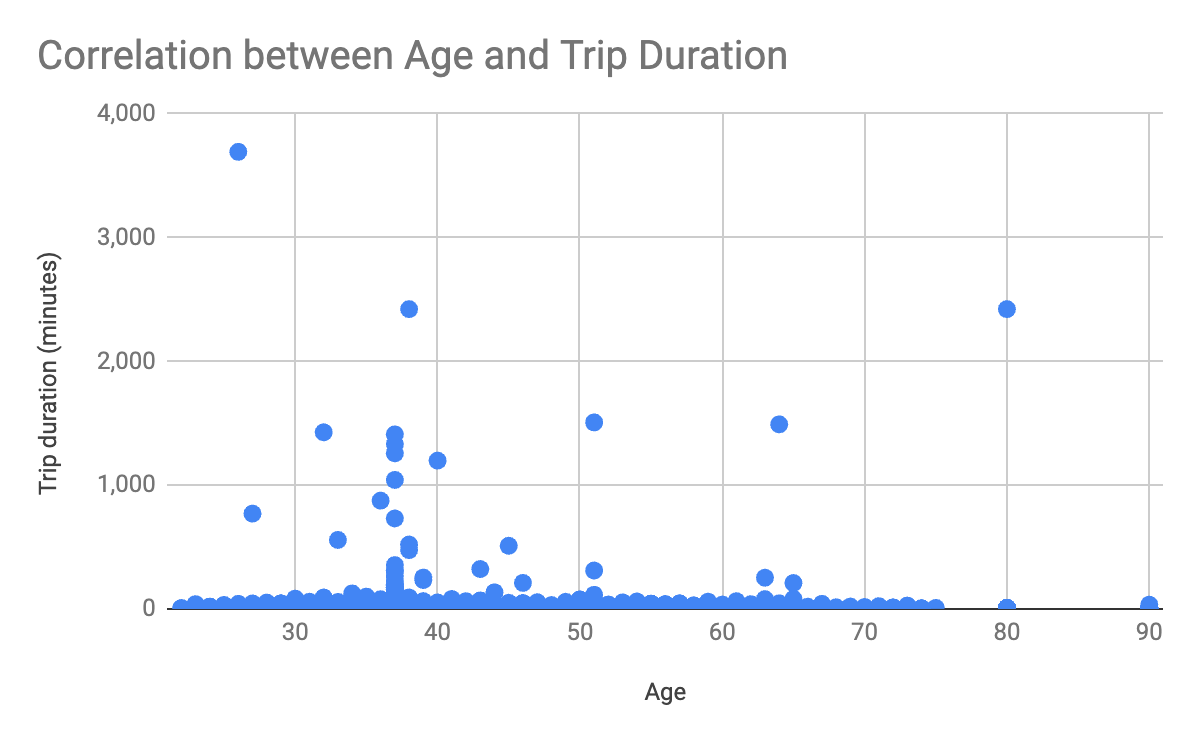 Correlation between Age and Trip Duration
4,000
3,000
2,000
1,000
0
Trip duration (minutes)
30 40 50 60 70 80 90
Age